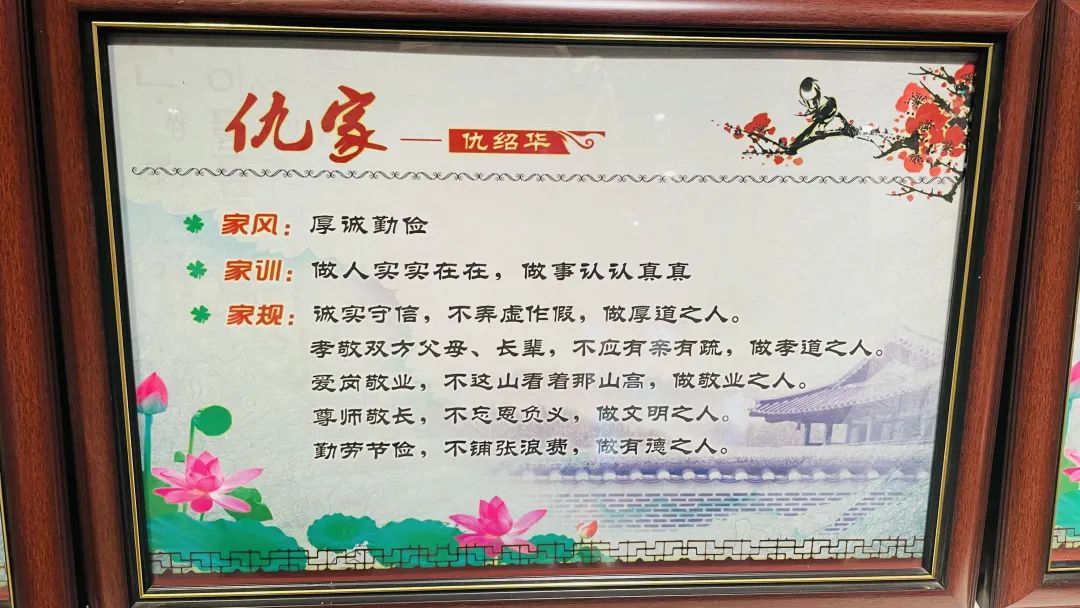 仇家——仇绍华
家风：厚诚勤俭
家训：做人实实在在，做事认认真真
家规：诚实守信，不弄虚作假，做厚道之人。
孝敬双方父母、长辈，不应有亲有疏，做孝道之人。
爱岗敬业，不这山看着那山高，做敬业之人。
尊师敬长，不忘恩负义，做文明之人。
勤劳节俭，不铺张浪费，做有德之人。